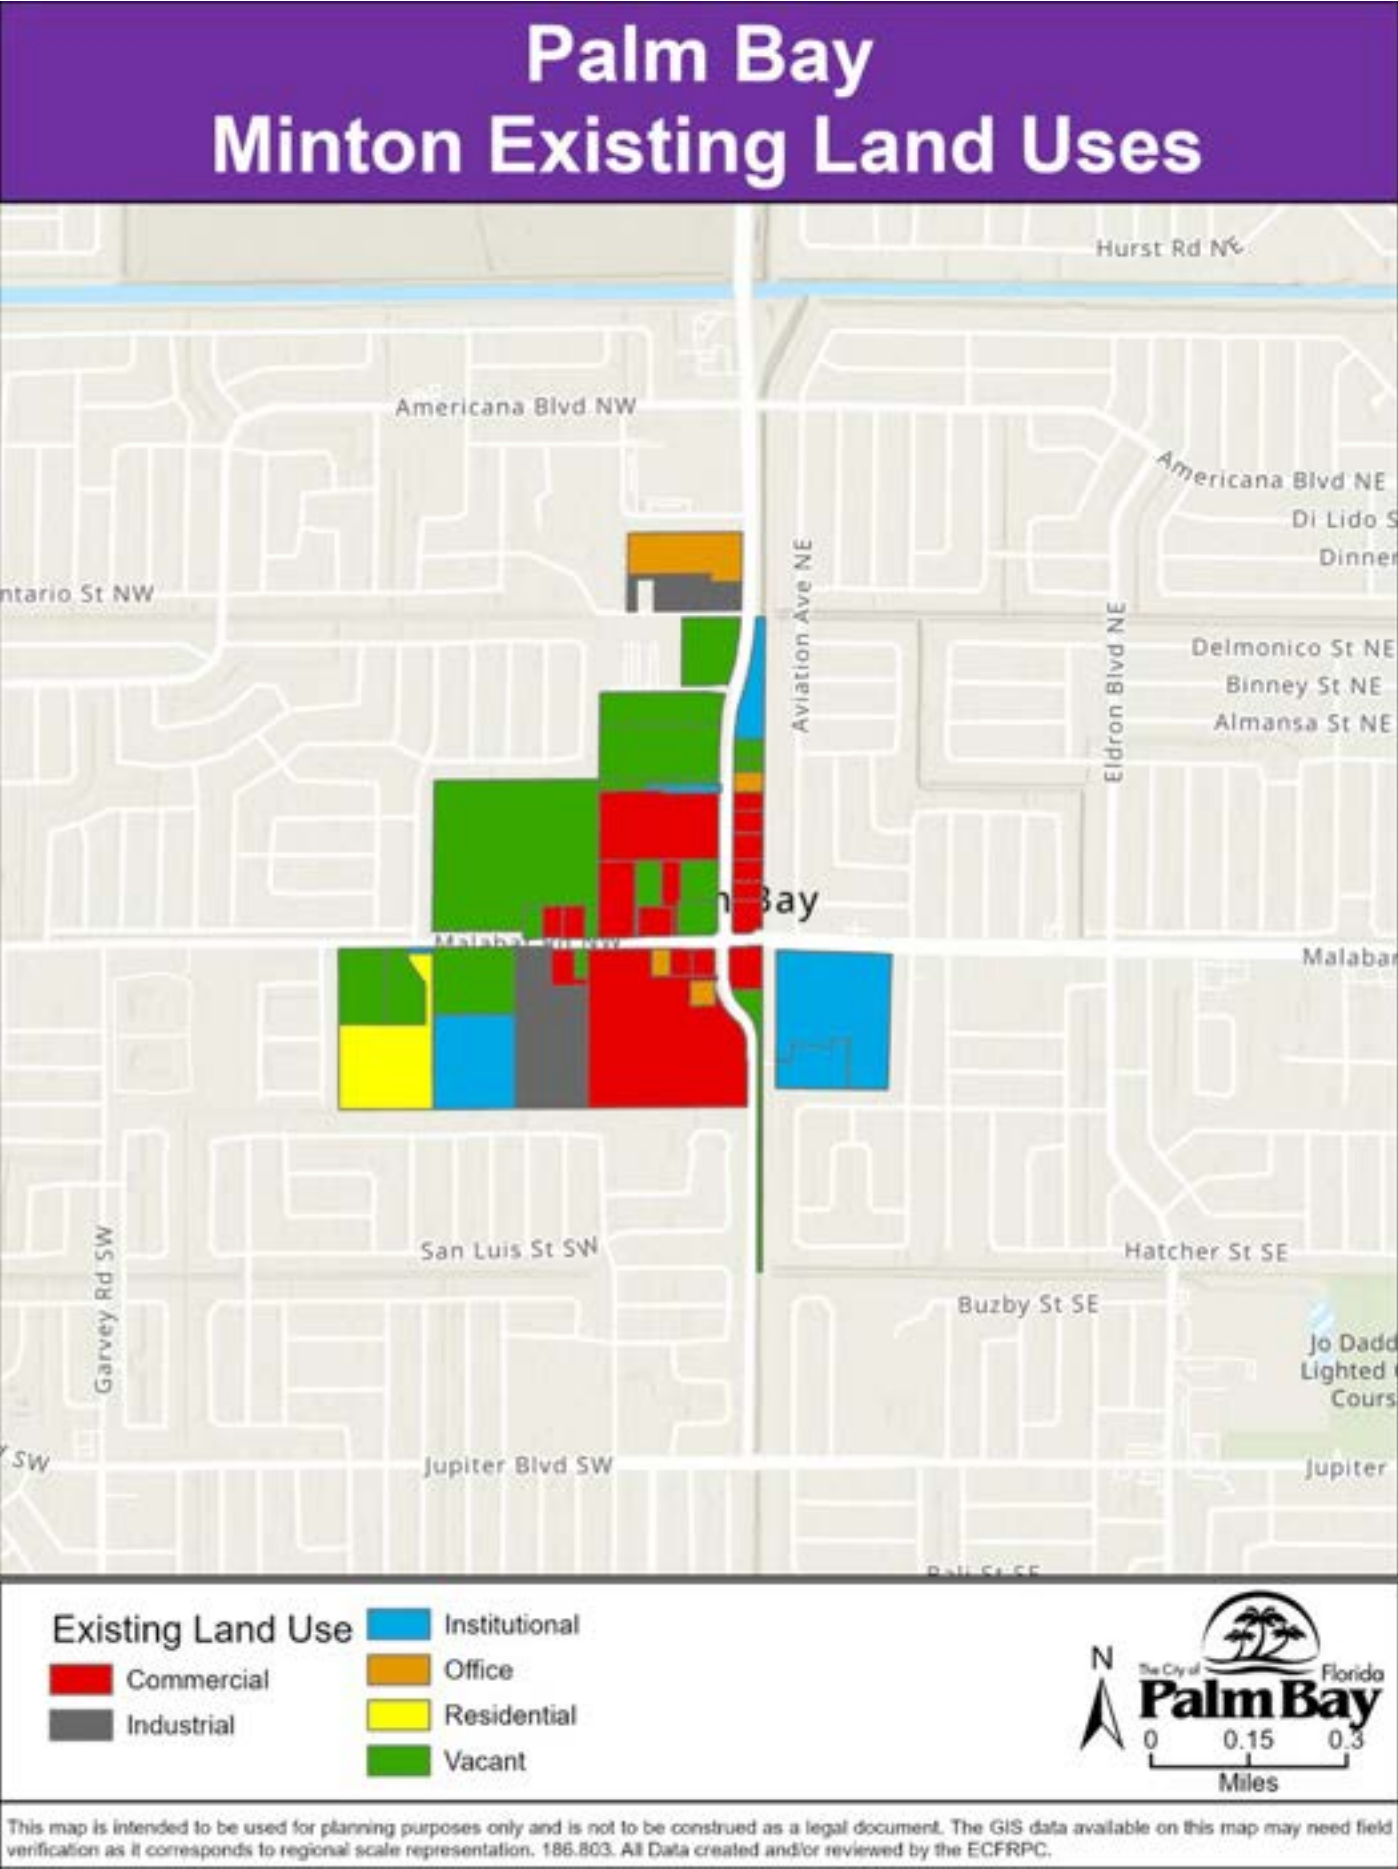 Palm Bay
Minton Existing Land Uses
Hurst Rd NE
Americana Blvd NW
Americana Blvd NE
Di Lido S
Dinner
ntario St NW
Aviation Ave NE
Eldron Blvd NE
Delmonico St NE
Binney St NE
Almansa St NE
Bay
NW
Malabar
San Luis St SW
Hatcher St SE
Garvey Rd SW
Buzby St SE
Jo Dadd
Lighted
Cours
SW
Jupiter Blvd SW
Jupiter
Existing Land Use
Commercial
Industrial
Institutional
Office
Residential
Vacant
N
The City of
Florida
Palm Bay
0 0.15 0.3
Miles
This map is intended to be used for planning purposes only and is not to be construed as a legal document. The GIS data available on this map may need field
verification as it corresponds to regional scale representation. 186.803. All Data created and/or reviewed by the ECFRPC.